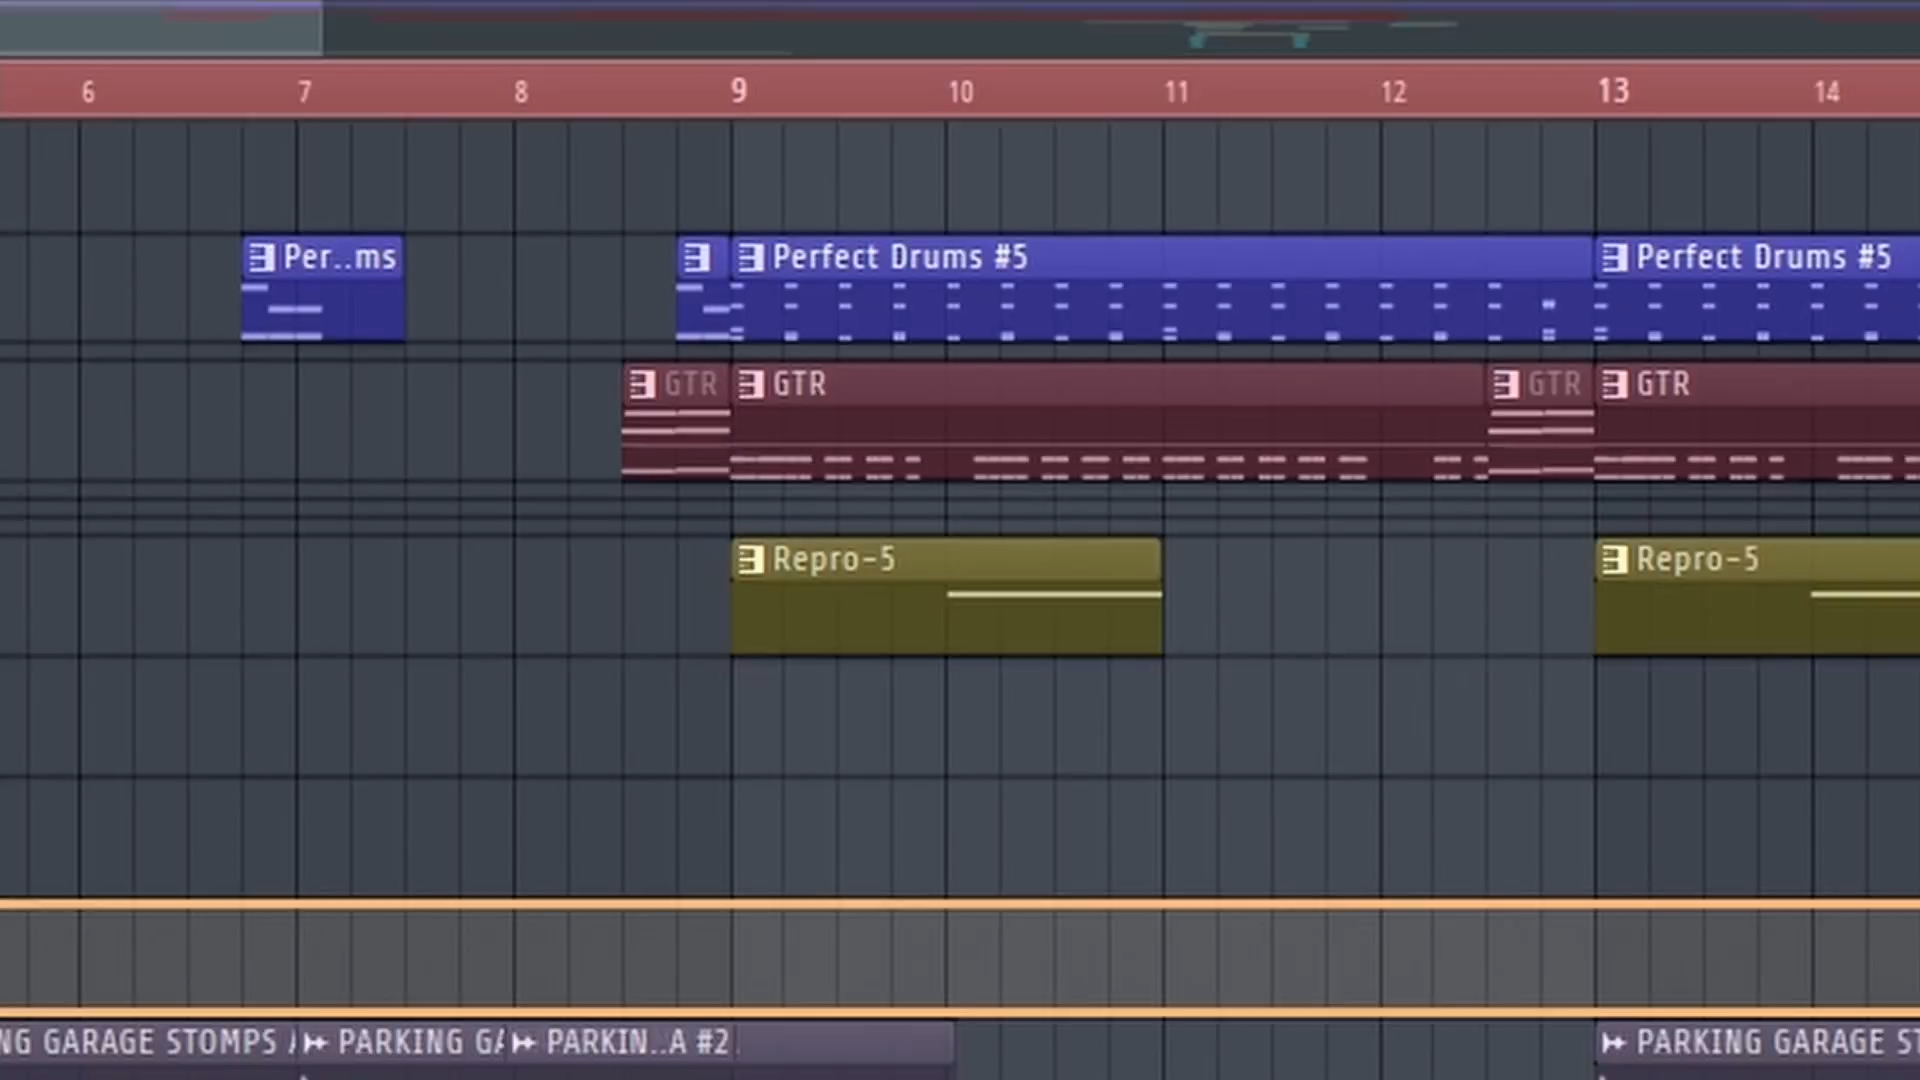 6 7 8 9 10 11 12 13 14
Per..ms Perfect Drums #5 Perfect Drums #5
GTR GTR GTR GTR
Repro-5 Repro-5
NG GARAGE STOMPS PARKING GA PARKIN..A #2 PARKING GARAGE ST